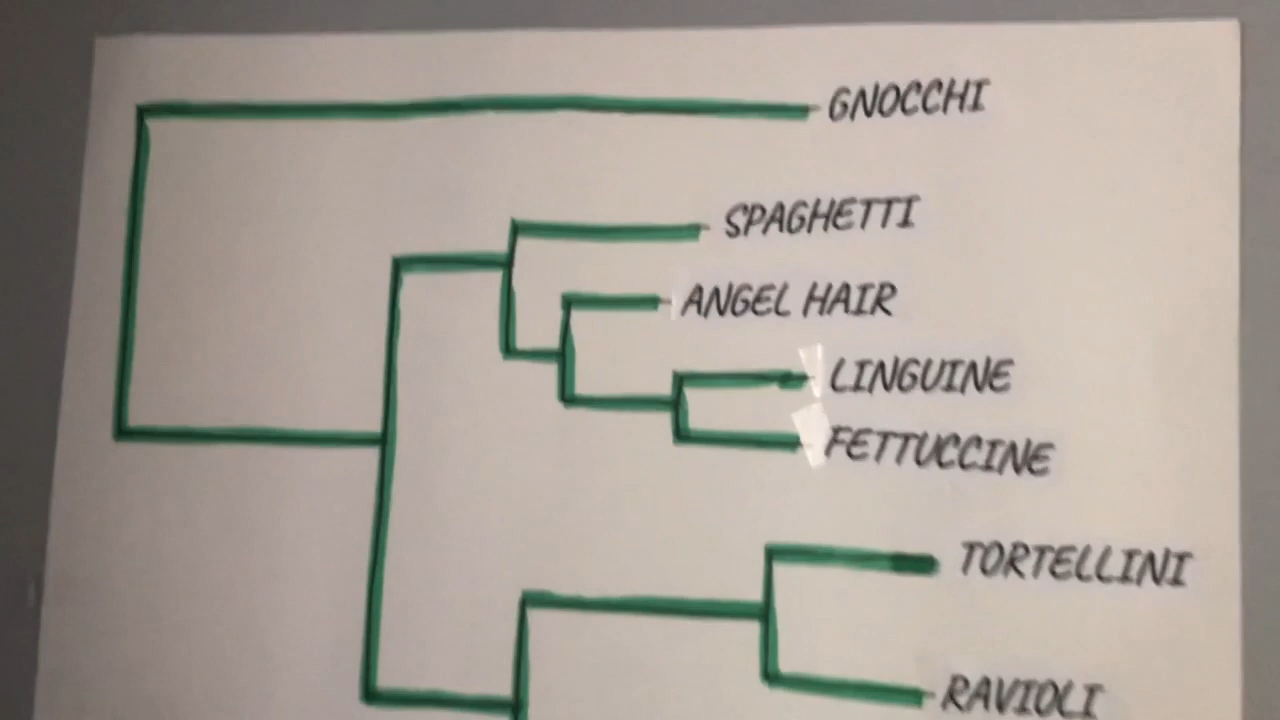 GNOCCHI
SPAGHETTI
ANGEL HAIR
LINGUINE
FETTUCCINE
TORTELLINI
RAVIOLI